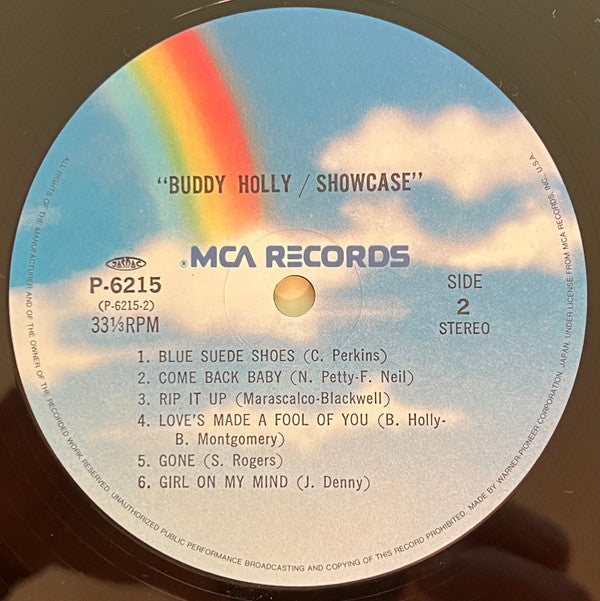 "BUDDY HOLLY / SHOWCASE"
® MCA RECORDS
JASRAC
P-6215
(P-6215-2)
33⅓RPM
SIDE
2
STEREO
1. BLUE SUEDE SHOES (C. Perkins)
2. COME BACK BABY (N. Petty-F. Neil)
3. RIP IT UP (Marascalco-Blackwell)
4. LOVE'S MADE A FOOL OF YOU (B. Holly-
B. Montgomery)
5. GONE (S. Rogers)
6. GIRL ON MY MIND (J. Denny)
ALL RIGHTS OF THE MANUFACTURER AND OF THE OWNER OF THE RECORDED WORK RESERVED. UNAUTHORIZED PUBLIC PERFORMANCE BROADCASTING AND COPYING OF THIS RECORD PROHIBITED. MADE BY WARNER-PIONEER CORPORATION, JAPAN, UNDER LICENSE FROM MCA RECORDS, INC., U.S.A.